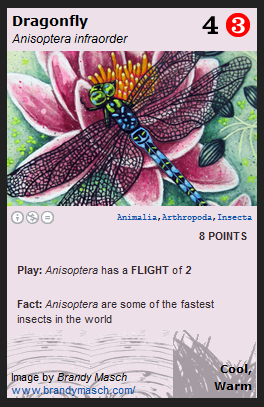 Dragonfly
Anisoptera infraorder
4 3
Animalia,Arthropoda,Insecta
8 POINTS
Play: Anisoptera has a FLIGHT of 2
Fact: Anisoptera are some of the fastest
insects in the world
Cool,
Warm
Image by Brandy Masch
www.brandymasch.com/